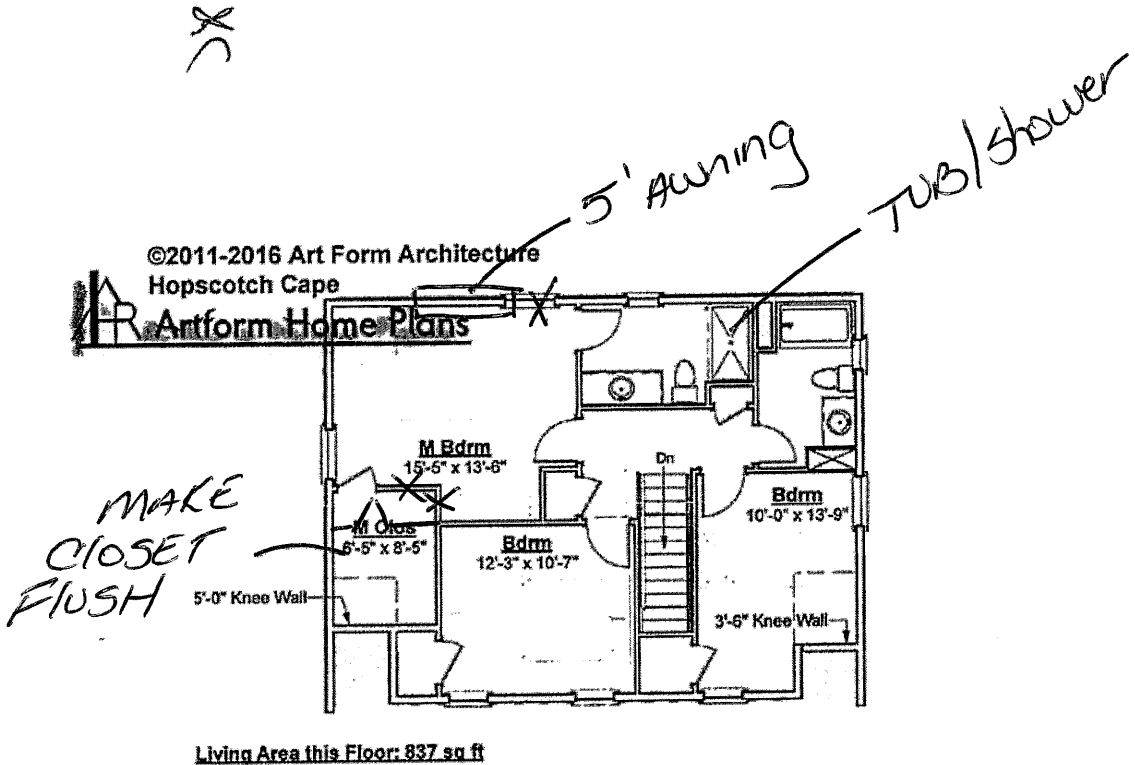 5' AWNING
TUB/Shower
©2011-2016 Art Form Architecture
Hopscotch Cape
AR Artform Home Plans
M Bdrm
15'-5" x 13'-6"
Dn
MAKE
CLOSET
FLUSH
M Clos
6'-5" x 8'-5"
Bdrm
12'-3" x 10'-7"
Bdrm
10'-0" x 13'-9"
5'-0" Knee Wall
3'-6" Knee Wall
Living Area this Floor: 837 sq ft